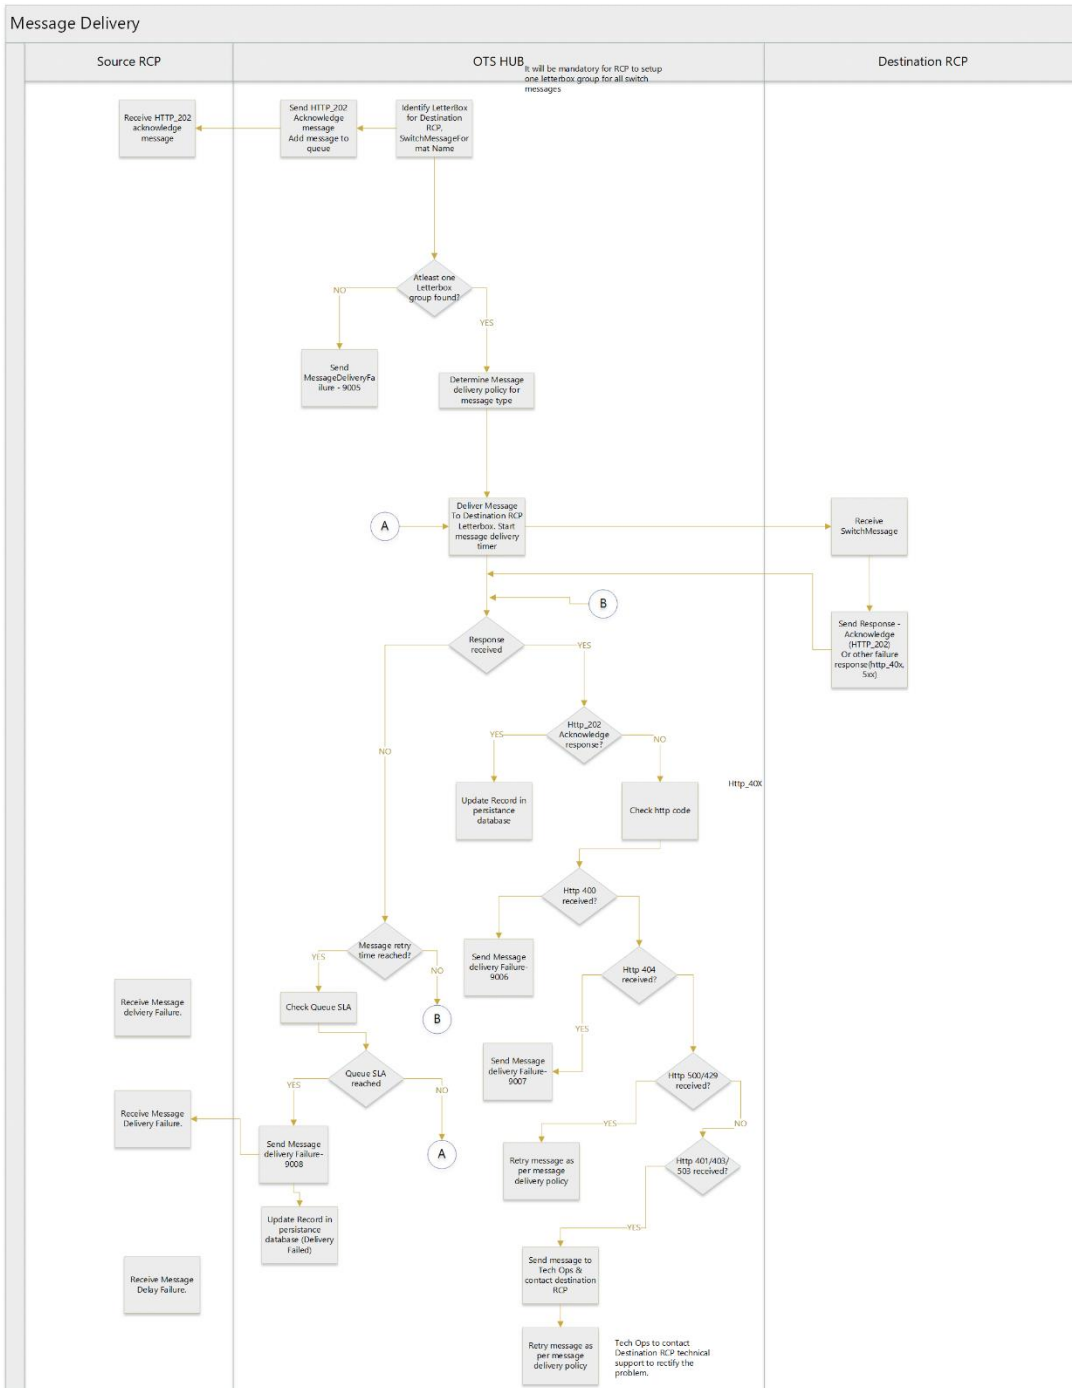 Message Delivery
Source RCP
OTS HUB
Destination RCP
It will be mandatory for RCP to setup
one letterbox group for all switch
messages
Receive HTTP_202
acknowledge
message
Send HTTP_202
Acknowledge
message
Add message to
queue
Identify LetterBox
for Destination
RCP,
SwitchMessageFor
mat Name
Atleast one
Letterbox
group found?
NO
YES
Send
MessageDeliveryFa
ilure - 9005
Determine Message
delivery policy for
message type
A
Deliver Message
To Destination RCP
Letterbox. Start
message delivery
timer
Receive
SwitchMessage
B
Send Response -
Acknowledge
(HTTP_202)
Or other failure
response(http_40x,
5xx)
Response
received
YES
NO
Http_202
Acknowledge
response?
YES
NO
Http_40X
Update Record in
persistance
database
Check http code
Http 400
received?
Message retry
time reached?
YES
NO
Send Message
delivery Failure-
9006
Http 404
received?
Receive Message
delviery Failure.
Check Queue SLA
B
YES
Queue SLA
reached
YES
NO
Send Message
delivery Failure-
9007
Http 500/429
received?
YES
NO
Receive Message
Delivery Failure.
Send Message
delivery Failure-
9008
A
Retry message as
per message
delivery policy
Http 401/403/
503 received?
YES
Update Record in
persistance
database (Delivery
Failed)
Receive Message
Delay Failure.
Send message to
Tech Ops &
contact destination
RCP
Retry message as
per message
delivery policy
Tech Ops to contact
Destination RCP technical
support to rectify the
problem.